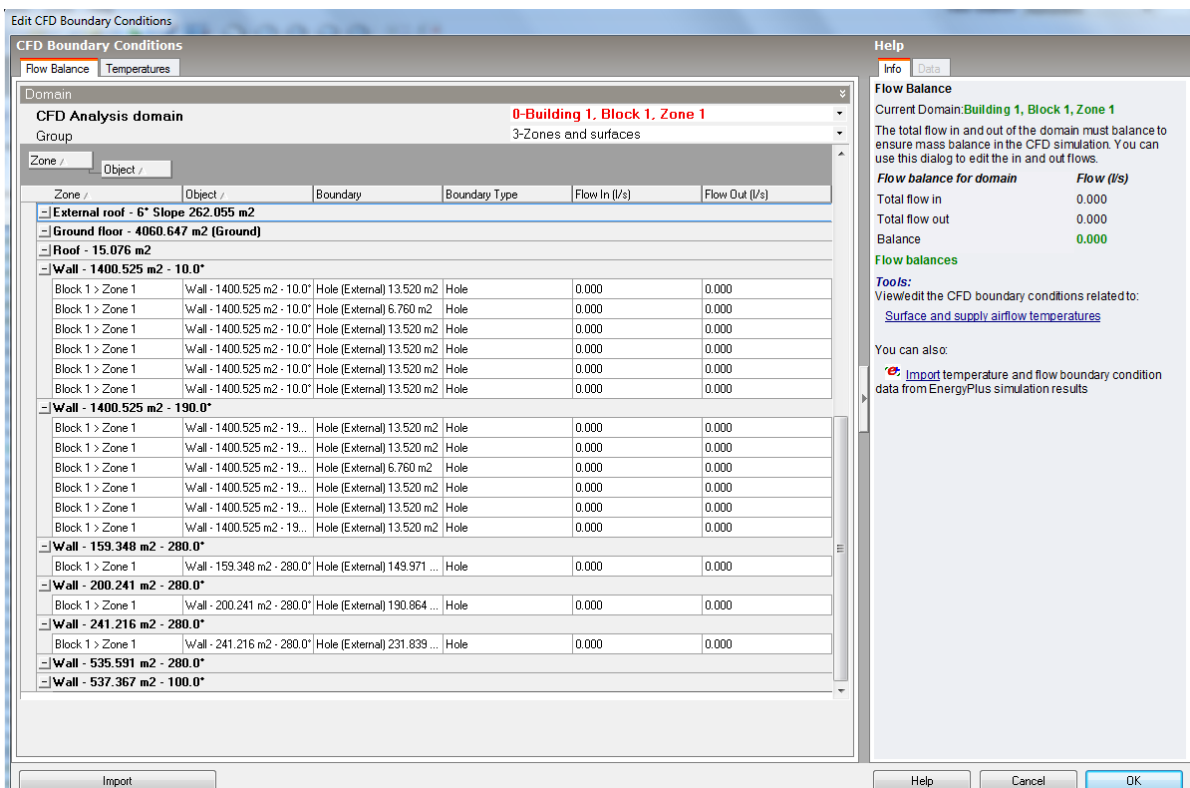 Edit CFD Boundary Conditions
CFD Boundary Conditions
Flow Balance Temperatures
Domain
CFD Analysis domain 0-Building 1, Block 1, Zone 1
Group 3-Zones and surfaces
Zone /
Object /
Zone / Object / Boundary Boundary Type Flow In (l/s) Flow Out (l/s)
External roof - 6° Slope 262.055 m2
Ground floor - 4060.647 m2 (Ground)
Roof - 15.076 m2
Wall - 1400.525 m2 - 10.0°
Block 1 > Zone 1 Wall - 1400.525 m2 - 10.0° Hole (External) 13.520 m2 Hole 0.000 0.000
Block 1 > Zone 1 Wall - 1400.525 m2 - 10.0° Hole (External) 6.760 m2 Hole 0.000 0.000
Block 1 > Zone 1 Wall - 1400.525 m2 - 10.0° Hole (External) 13.520 m2 Hole 0.000 0.000
Block 1 > Zone 1 Wall - 1400.525 m2 - 10.0° Hole (External) 13.520 m2 Hole 0.000 0.000
Block 1 > Zone 1 Wall - 1400.525 m2 - 10.0° Hole (External) 13.520 m2 Hole 0.000 0.000
Block 1 > Zone 1 Wall - 1400.525 m2 - 10.0° Hole (External) 13.520 m2 Hole 0.000 0.000
Wall - 1400.525 m2 - 190.0°
Block 1 > Zone 1 Wall - 1400.525 m2 - 19... Hole (External) 13.520 m2 Hole 0.000 0.000
Block 1 > Zone 1 Wall - 1400.525 m2 - 19... Hole (External) 13.520 m2 Hole 0.000 0.000
Block 1 > Zone 1 Wall - 1400.525 m2 - 19... Hole (External) 6.760 m2 Hole 0.000 0.000
Block 1 > Zone 1 Wall - 1400.525 m2 - 19... Hole (External) 13.520 m2 Hole 0.000 0.000
Block 1 > Zone 1 Wall - 1400.525 m2 - 19... Hole (External) 13.520 m2 Hole 0.000 0.000
Block 1 > Zone 1 Wall - 1400.525 m2 - 19... Hole (External) 13.520 m2 Hole 0.000 0.000
Wall - 159.348 m2 - 280.0°
Block 1 > Zone 1 Wall - 159.348 m2 - 280.0° Hole (External) 149.971 ... Hole 0.000 0.000
Wall - 200.241 m2 - 280.0°
Block 1 > Zone 1 Wall - 200.241 m2 - 280.0° Hole (External) 190.864 ... Hole 0.000 0.000
Wall - 241.216 m2 - 280.0°
Block 1 > Zone 1 Wall - 241.216 m2 - 280.0° Hole (External) 231.839 ... Hole 0.000 0.000
Wall - 535.591 m2 - 280.0°
Wall - 537.367 m2 - 100.0°
Import
Help
Info Data
Flow Balance
Current Domain:Building 1, Block 1, Zone 1
The total flow in and out of the domain must balance to
ensure mass balance in the CFD simulation. You can
use this dialog to edit the in and out flows.
Flow balance for domain Flow (l/s)
Total flow in 0.000
Total flow out 0.000
Balance 0.000
Flow balances
Tools:
View/edit the CFD boundary conditions related to:
Surface and supply airflow temperatures
You can also:
Import temperature and flow boundary condition
data from EnergyPlus simulation results
Help Cancel OK